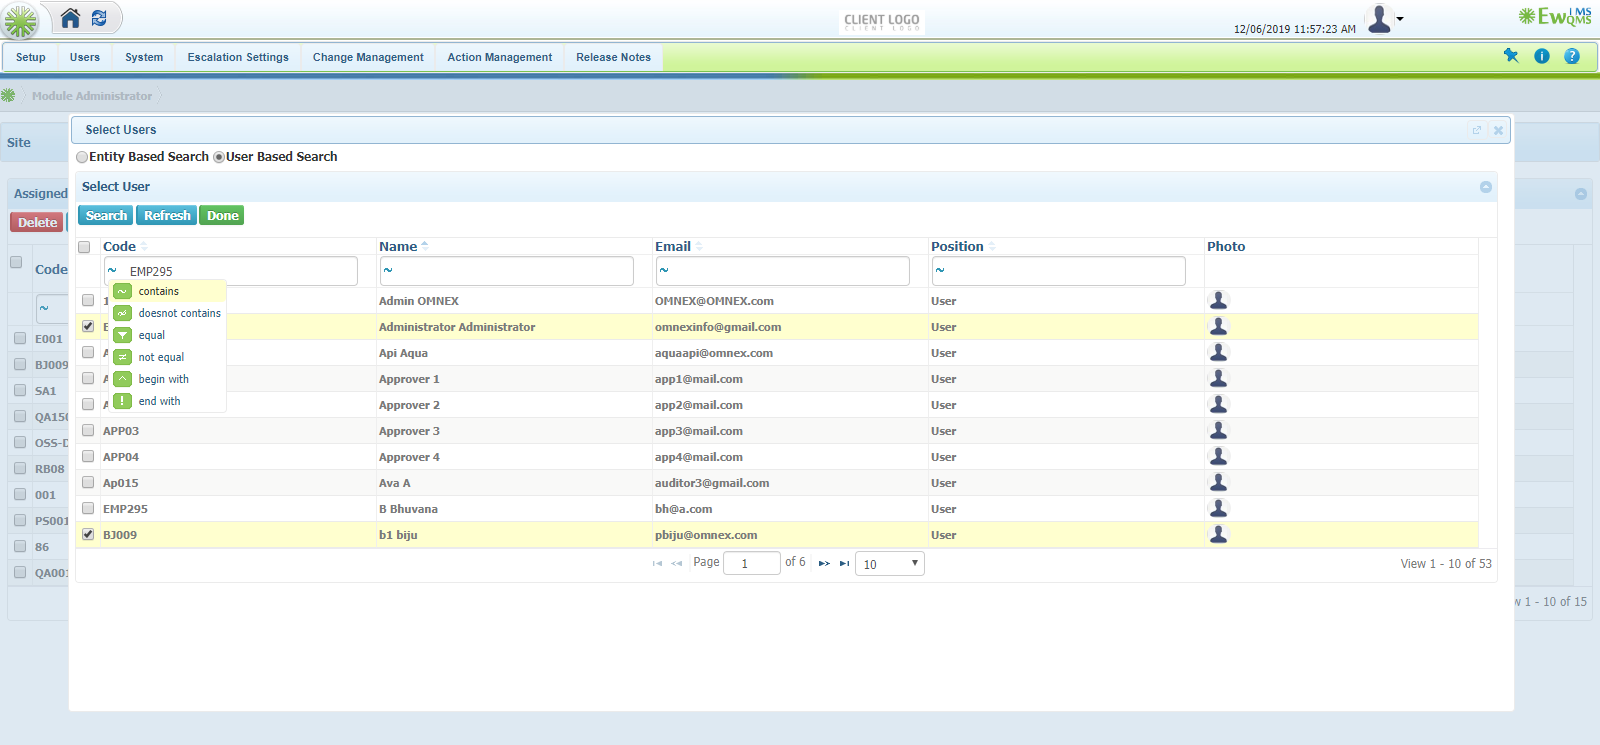 CLIENT LOGO
CLIENT LOGO
12/06/2019 11:57:23 AM
EwIMS
QMS
Setup Users System Escalation Settings Change Management Action Management Release Notes
Module Administrator
Site
Select Users
Entity Based Search User Based Search
Assigned
Select User
Delete
Search Refresh Done
Code
Code Name Email Position Photo
~
~ EMP295 ~ ~ ~
contains
doesnot contains
equal
not equal
begin with
end with
1 Admin OMNEX OMNEX@OMNEX.com User
E Administrator Administrator omnexinfo@gmail.com User
A Api Aqua aquaapi@omnex.com User
A Approver 1 app1@mail.com User
A Approver 2 app2@mail.com User
APP03 Approver 3 app3@mail.com User
APP04 Approver 4 app4@mail.com User
Ap015 Ava A auditor3@gmail.com User
EMP295 B Bhuvana bh@a.com User
BJ009 b1 biju pbiju@omnex.com User
Page 1 of 6 10 View 1 - 10 of 53
E001
BJ009
SA1
QA150
OSS-D
RB08
001
PS001
86
QA001
w 1 - 10 of 15